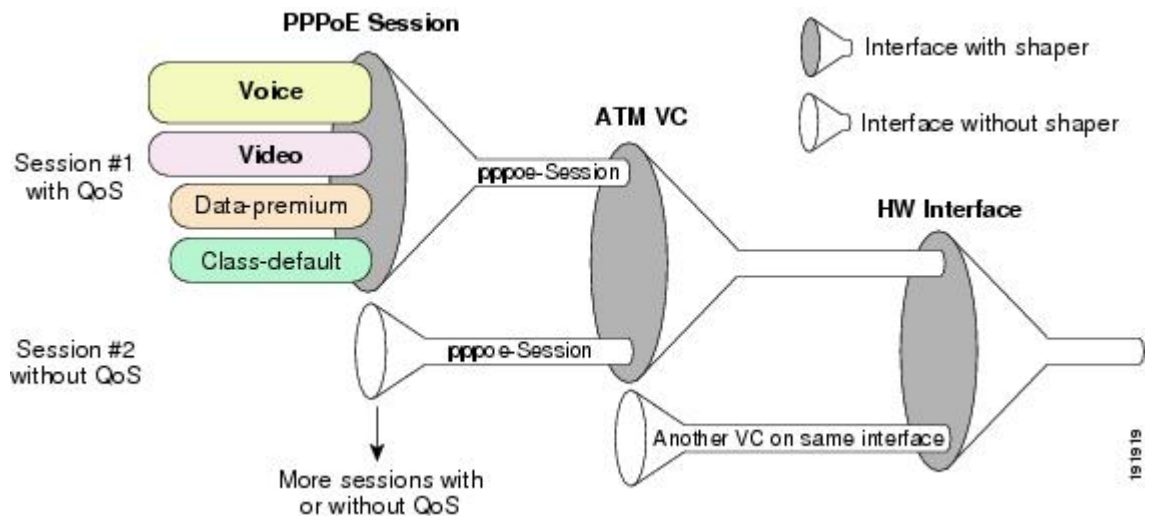 PPPoE Session
Interface with shaper
Interface without shaper
Voice
Video
Data-premium
Class-default
Session #1
with QoS
pppoe-Session
ATM VC
HW Interface
Session #2
without QoS
pppoe-Session
Another VC on same interface
More sessions with
or without QoS
191919